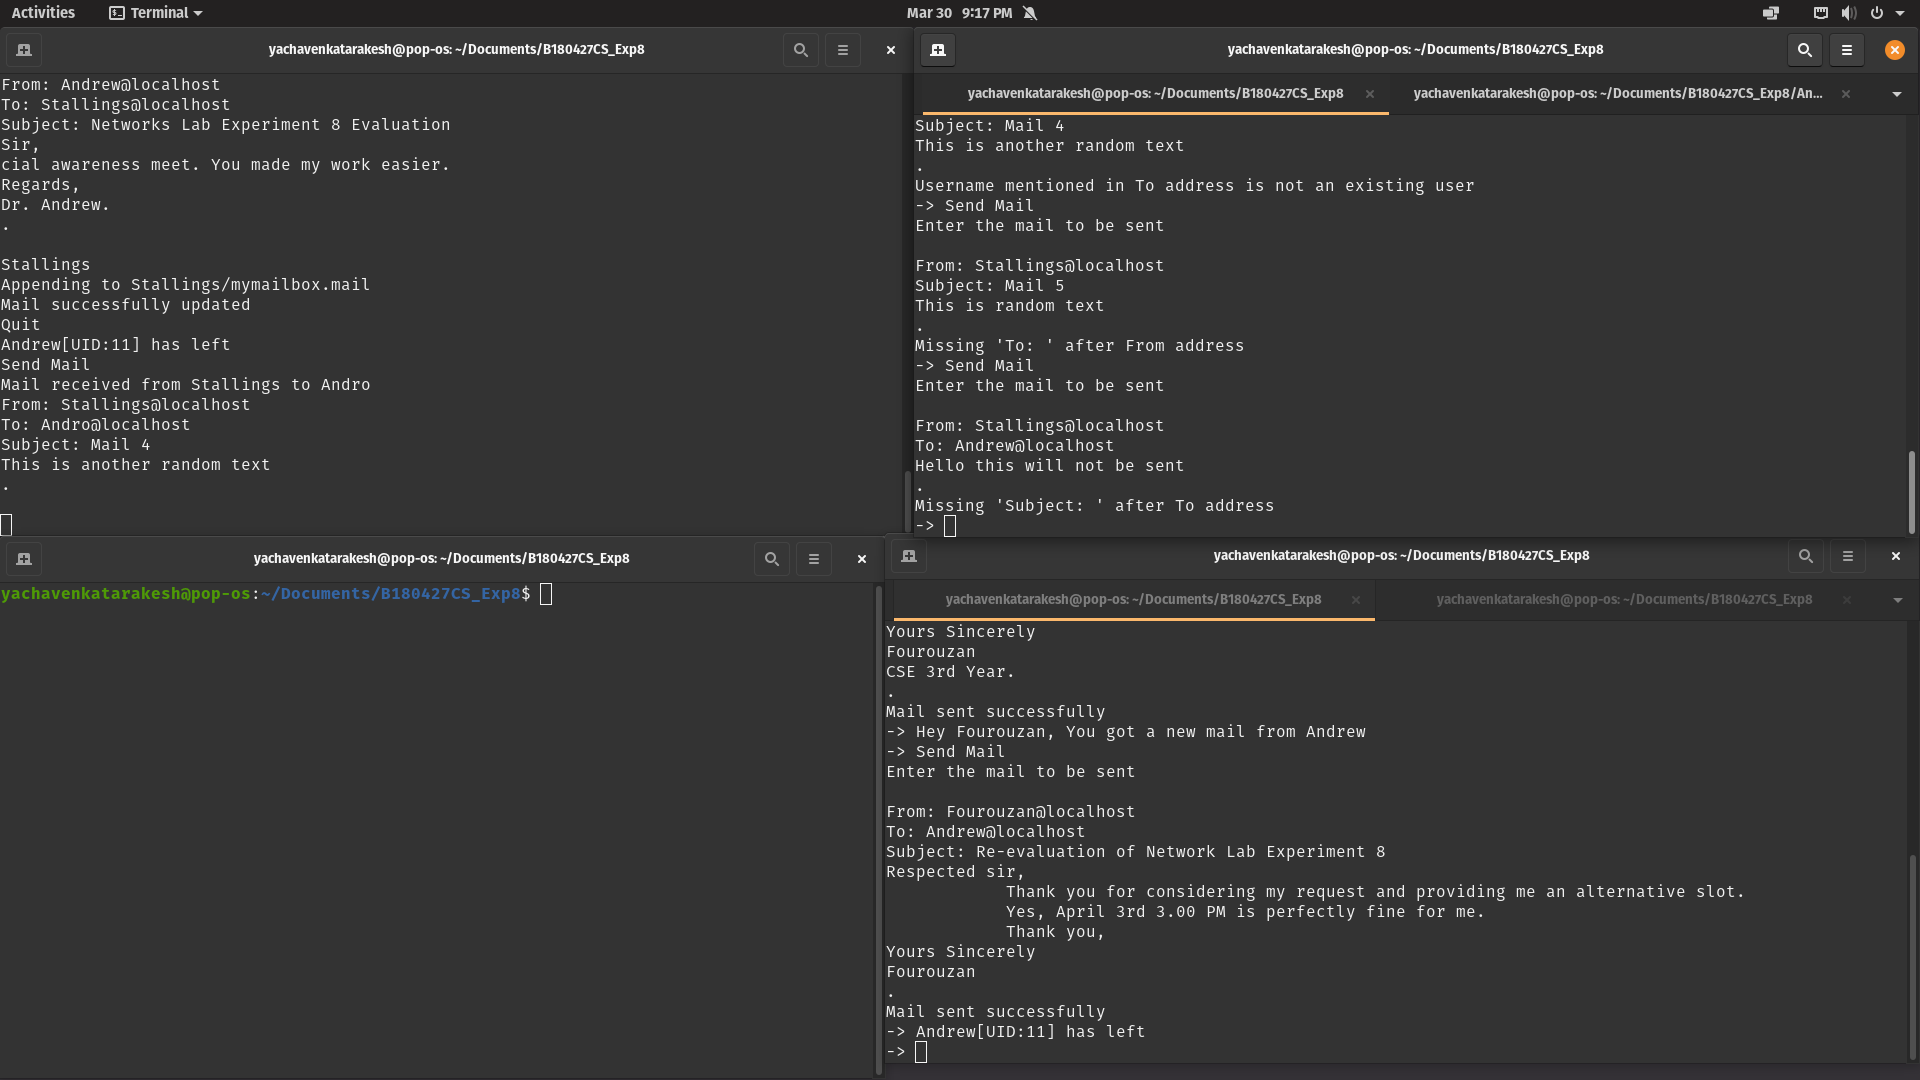 Activities
Terminal
Mar 30 9:17 PM
yachavenkatarakesh@pop-os: ~/Documents/B180427CS_Exp8
From: Andrew@localhost
To: Stallings@localhost
Subject: Networks Lab Experiment 8 Evaluation
Sir,
cial awareness meet. You made my work easier.
Regards,
Dr. Andrew.
.
Stallings
Appending to Stallings/mymailbox.mail
Mail successfully updated
Quit
Andrew[UID:11] has left
Send Mail
Mail received from Stallings to Andro
From: Stallings@localhost
To: Andro@localhost
Subject: Mail 4
This is another random text
.
yachavenkatarakesh@pop-os: ~/Documents/B180427CS_Exp8
yachavenkatarakesh@pop-os: ~/Documents/B180427CS_Exp8
yachavenkatarakesh@pop-os: ~/Documents/B180427CS_Exp8/An...
Subject: Mail 4
This is another random text
.
Username mentioned in To address is not an existing user
-> Send Mail
Enter the mail to be sent
From: Stallings@localhost
Subject: Mail 5
This is random text
.
Missing 'To: ' after From address
-> Send Mail
Enter the mail to be sent
From: Stallings@localhost
To: Andrew@localhost
Hello this will not be sent
.
Missing 'Subject: ' after To address
->
yachavenkatarakesh@pop-os: ~/Documents/B180427CS_Exp8
yachavenkatarakesh@pop-os:~/Documents/B180427CS_Exp8$
yachavenkatarakesh@pop-os: ~/Documents/B180427CS_Exp8
yachavenkatarakesh@pop-os: ~/Documents/B180427CS_Exp8
yachavenkatarakesh@pop-os: ~/Documents/B180427CS_Exp8
Yours Sincerely
Fourouzan
CSE 3rd Year.
.
Mail sent successfully
-> Hey Fourouzan, You got a new mail from Andrew
-> Send Mail
Enter the mail to be sent
From: Fourouzan@localhost
To: Andrew@localhost
Subject: Re-evaluation of Network Lab Experiment 8
Respected sir,
Thank you for considering my request and providing me an alternative slot.
Yes, April 3rd 3.00 PM is perfectly fine for me.
Thank you,
Yours Sincerely
Fourouzan
.
Mail sent successfully
-> Andrew[UID:11] has left
->